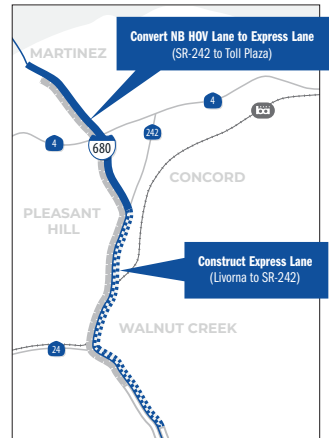 MARTINEZ
Convert NB HOV Lane to Express Lane
(SR-242 to Toll Plaza)
4
242
4
680
CONCORD
PLEASANT
HILL
Construct Express Lane
(Livorna to SR-242)
WALNUT CREEK
24